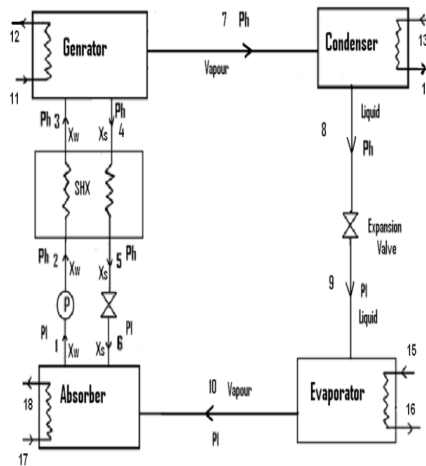 12
Genrator
11
7 Ph
Vapour
Condenser
13
1
Ph 3
Xw
Ph
Xs 4
8
Liquid
Ph
SHX
Expansion
Valve
Ph 2
Xw
Xs
5
Ph
P
9
Pl
Liquid
Pl
1
Xw
Xs
6
Pl
18
Absorber
17
10 Vapour
Pl
Evaporator
15
16